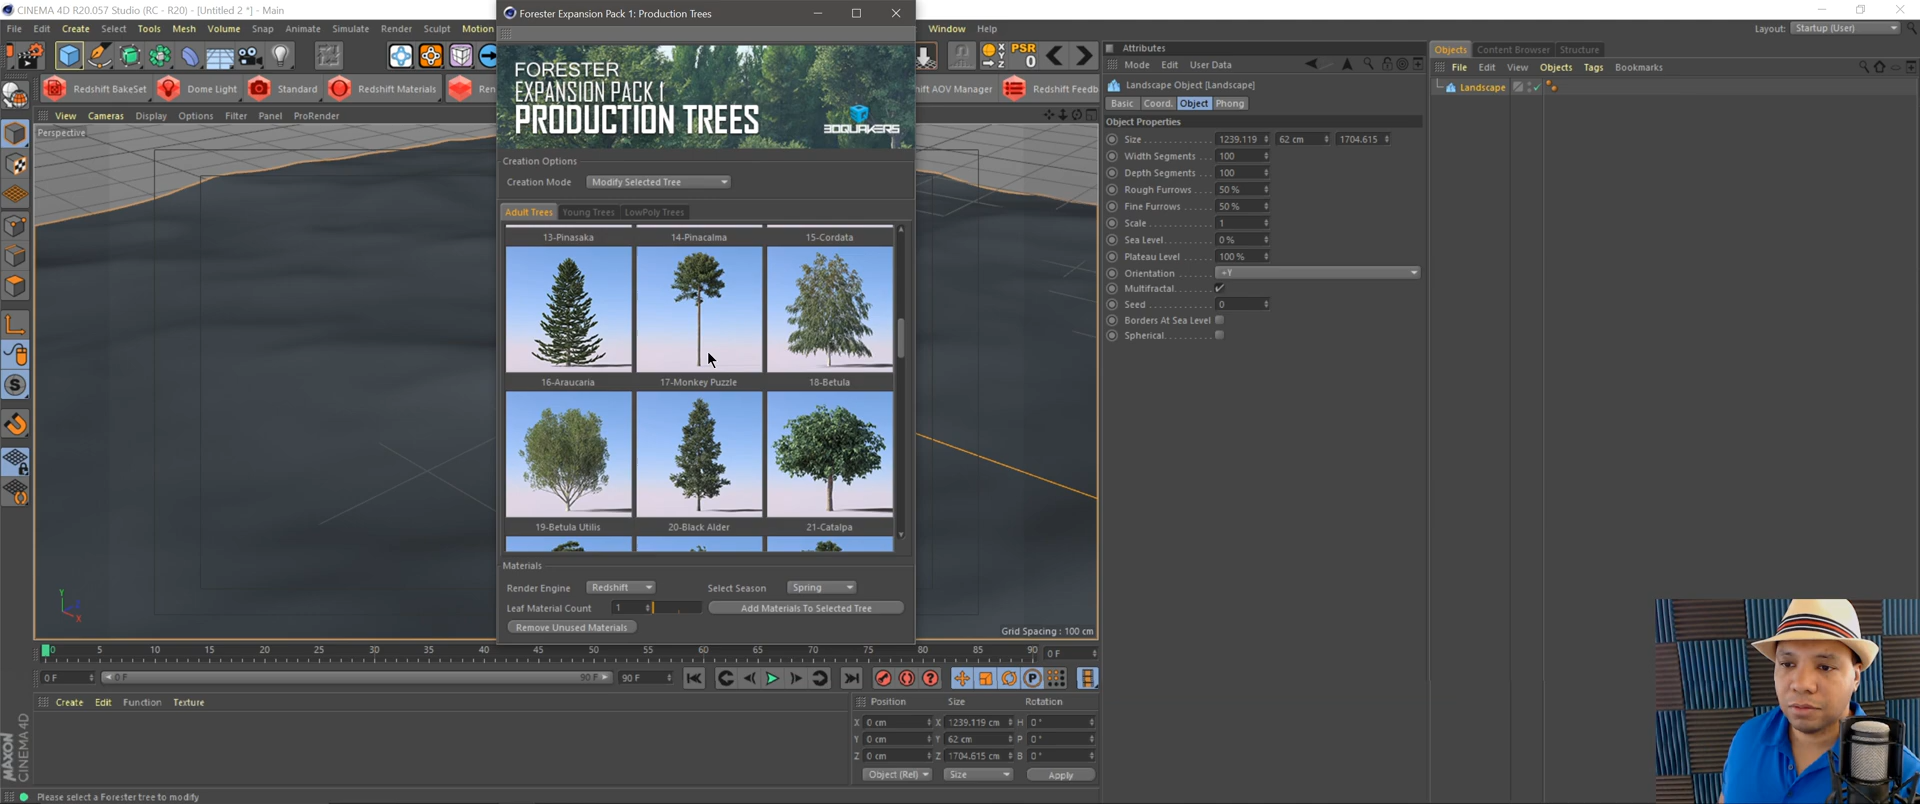 CINEMA 4D R20.057 Studio (RC - R20) - [Untitled 2 *] - Main
Forester Expansion Pack 1: Production Trees
File Edit Create Select Tools Mesh Volume Snap Animate Simulate Render Sculpt Motion Window Help
Layout: Startup (User)
PSR
0
X
Y
Z
Redshift BakeSet Dome Light Standard Redshift Materials Ren
ift AOV Manager Redshift Feedb
View Cameras Display Options Filter Panel ProRender
Perspective
FORESTER
EXPANSION PACK 1
PRODUCTION TREES
3DQUAKERS
Creation Options
Creation Mode Modify Selected Tree
Adult Trees Young Trees LowPoly Trees
13-Pinasaka 14-Pinacalma 15-Cordata
16-Araucaria 17-Monkey Puzzle 18-Betula
19-Betula Utilis 20-Black Alder 21-Catalpa
Materials
Render Engine Redshift Select Season Spring
Leaf Material Count 1 Add Materials To Selected Tree
Remove Unused Materials
Y
Z
X
Grid Spacing : 100 cm
Attributes
Mode Edit User Data
Landscape Object [Landscape]
Basic Coord. Object Phong
Object Properties
Size 1239.119 62 cm 1704.615
Width Segments 100
Depth Segments 100
Rough Furrows 50 %
Fine Furrows 50 %
Scale 1
Sea Level 0 %
Plateau Level 100 %
Orientation +Y
Multifractal
Seed 0
Borders At Sea Level
Spherical
Objects Content Browser Structure
File Edit View Objects Tags Bookmarks
Landscape
0 5 10 15 20 25 30 35 40 45 50 55 60 65 70 75 80 85 90 0 F
0 F 0 F 90 F 90 F
Create Edit Function Texture
Position Size Rotation
X 0 cm X 1239.119 cm H 0 °
Y 0 cm Y 62 cm P 0 °
Z 0 cm Z 1704.615 cm B 0 °
Object (Rel) Size Apply
MAXON
CINEMA4D
Please select a Forester tree to modify